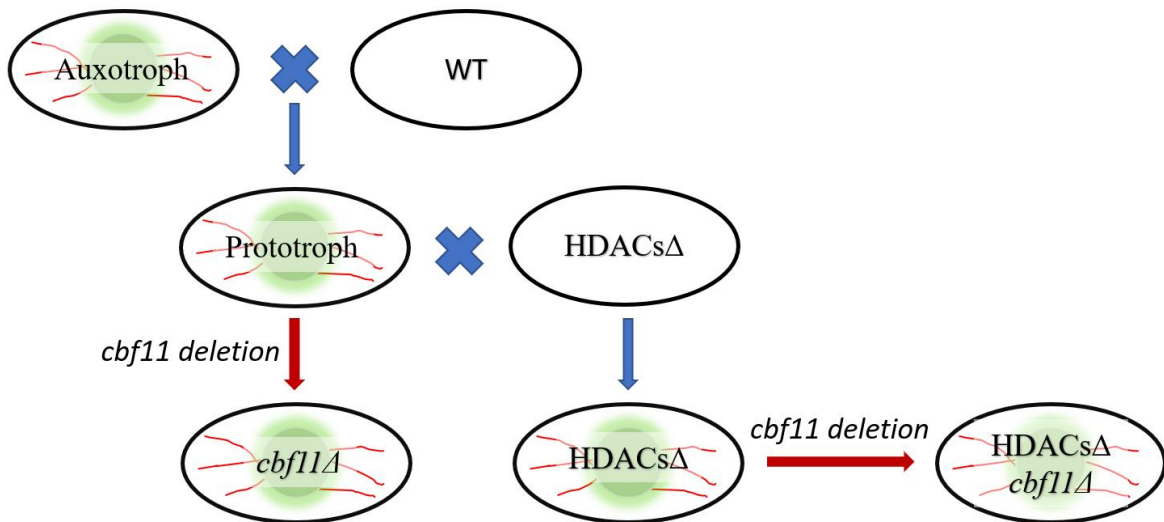 Auxotroph
WT
Prototroph
HDACsΔ
cbf11 deletion
cbf11Δ
HDACsΔ
cbf11 deletion
HDACsΔ
cbf11Δ